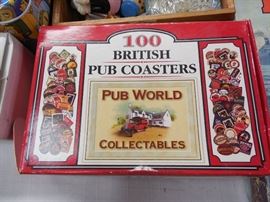 100
BRITISH
PUB COASTERS
PUB WORLD
COLLECTABLES